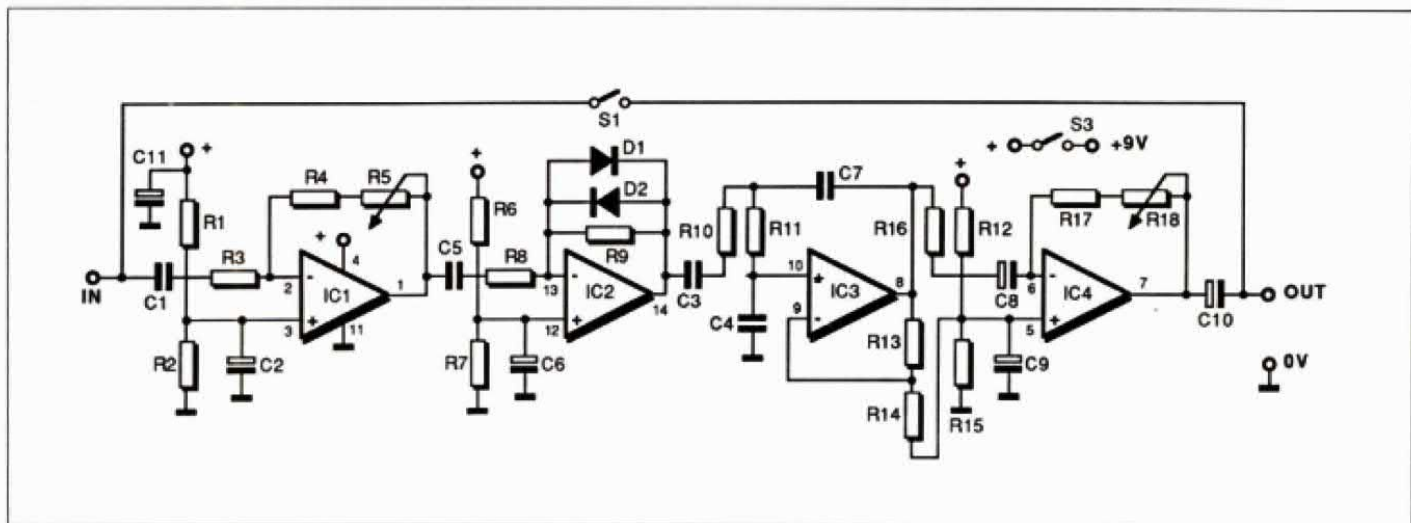 S1
S3
+ +9V
C11
+
+
+
D1
C7
R4 R5
D2
R1
R6
R10
R11
R16
R12
R17 R18
R3
+
4
C5
R8
R9
IN
C1
- 2
IC1
1
- 13
IC2
14
C3
10 +
IC3
8
C8
- 6
IC4
7
OUT
C10
3 +
12 +
C4
9 -
5 +
R2
11
C2
R7
C6
R13
C9
0V
R14
R15